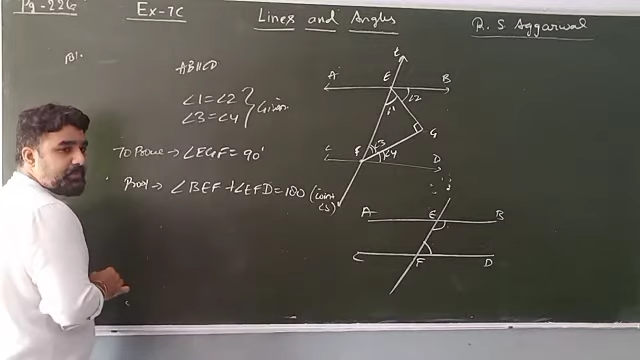 Pg-226
Ex-7C
Lines and Angles
R. S Aggarwal
18.
AB||CD
∠1=∠2
∠3=∠4
Given
To Prove → ∠EGF = 90°
Proof → ∠BEF + ∠EFD = 180 (Coint ∠s)
t
A E B
1 ∠2
G
C F 3 ∠4 D
t
A E B
C F D